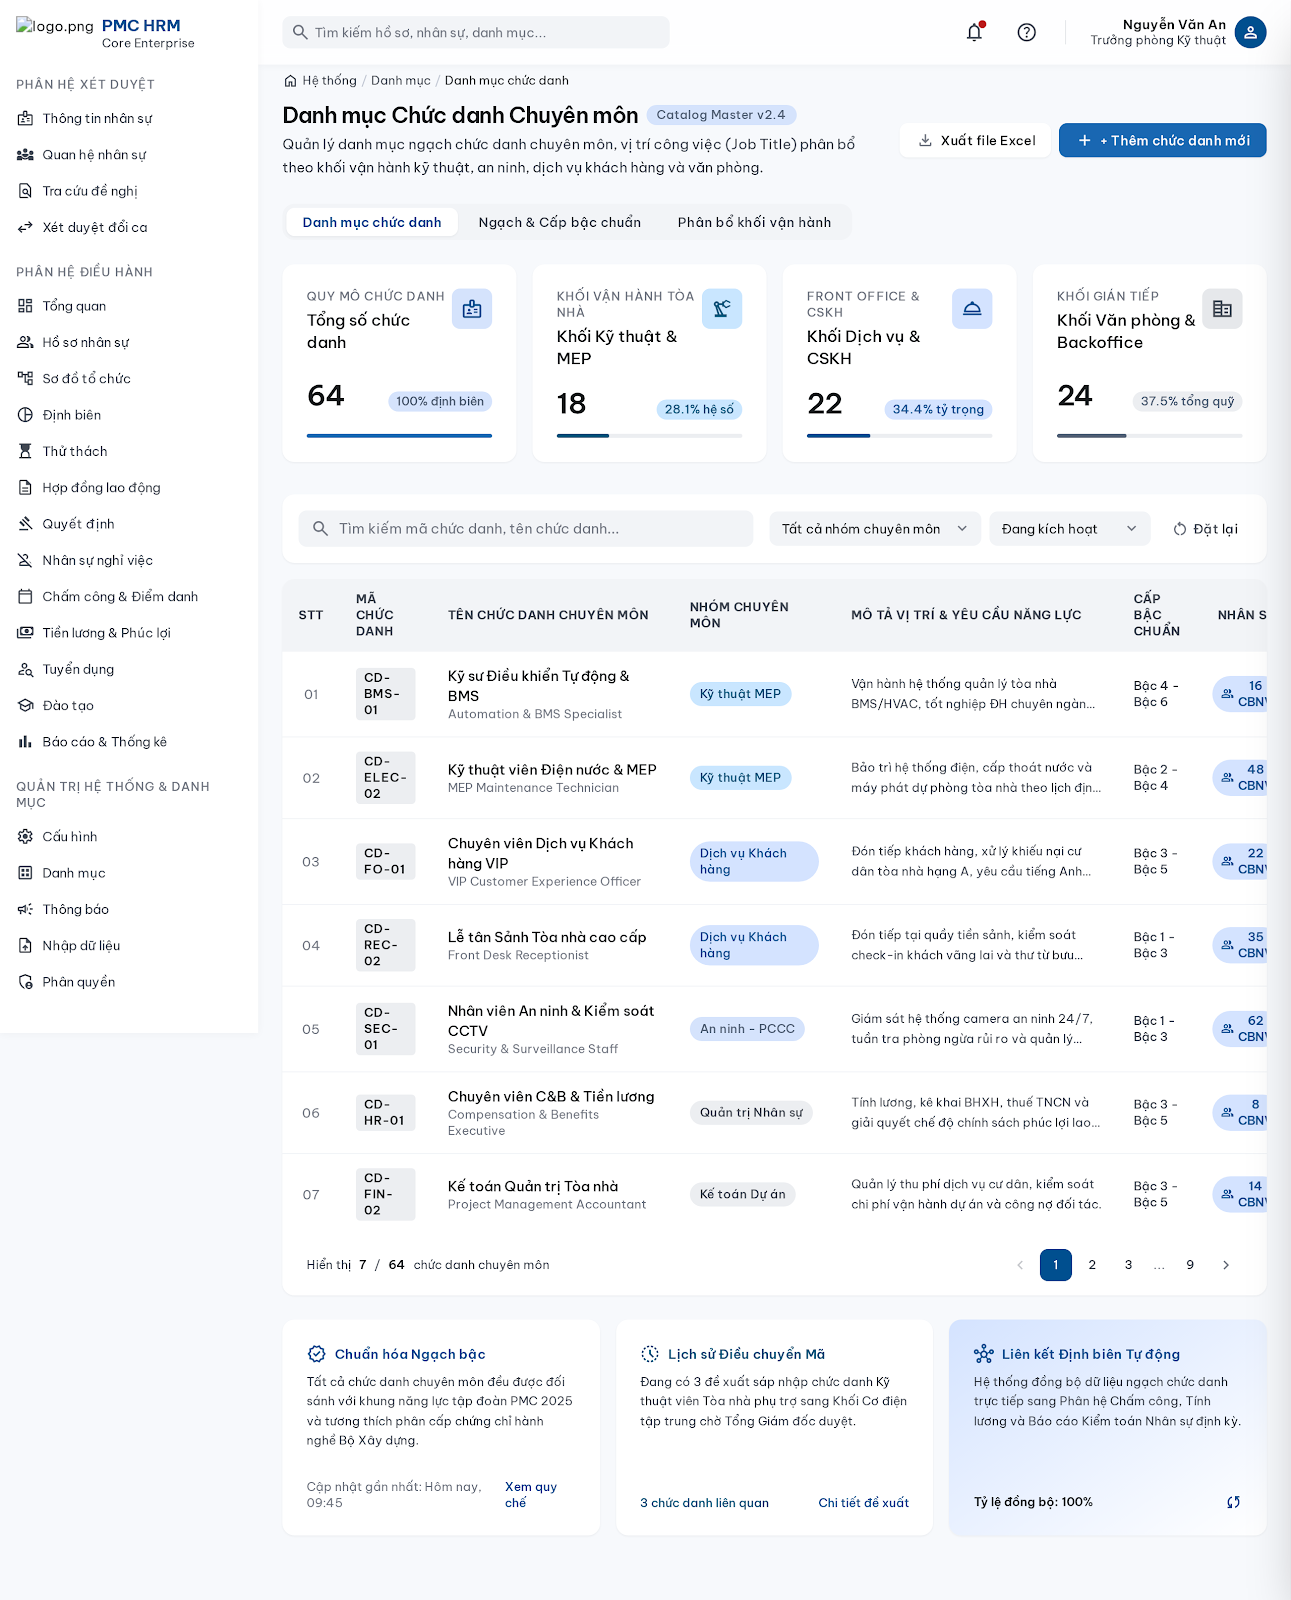 logo.png
PMC HRM
Core Enterprise
PHÂN HỆ XÉT DUYỆT
Thông tin nhân sự
Quan hệ nhân sự
Tra cứu đề nghị
Xét duyệt đổi ca
PHÂN HỆ ĐIỀU HÀNH
Tổng quan
Hồ sơ nhân sự
Sơ đồ tổ chức
Định biên
Thử thách
Hợp đồng lao động
Quyết định
Nhân sự nghỉ việc
Chấm công & Điểm danh
Tiền lương & Phúc lợi
Tuyển dụng
Đào tạo
Báo cáo & Thống kê
QUẢN TRỊ HỆ THỐNG & DANH
MỤC
Cấu hình
Danh mục
Thông báo
Nhập dữ liệu
Phân quyền
Tìm kiếm hồ sơ, nhân sự, danh mục...
Nguyễn Văn An
Trưởng phòng Kỹ thuật
Hệ thống / Danh mục / Danh mục chức danh
Danh mục Chức danh Chuyên môn
Catalog Master v2.4
Quản lý danh mục ngạch chức danh chuyên môn, vị trí công việc (Job Title) phân bổ
theo khối vận hành kỹ thuật, an ninh, dịch vụ khách hàng và văn phòng.
Xuất file Excel
+ Thêm chức danh mới
Danh mục chức danh
Ngạch & Cấp bậc chuẩn
Phân bổ khối vận hành
QUY MÔ CHỨC DANH
Tổng số chức
danh
64
100% định biên
KHỐI VẬN HÀNH TÒA
NHÀ
Khối Kỹ thuật &
MEP
18
28.1% hệ số
FRONT OFFICE &
CSKH
Khối Dịch vụ &
CSKH
22
34.4% tỷ trọng
KHỐI GIÁN TIẾP
Khối Văn phòng &
Backoffice
24
37.5% tổng quỹ
Tìm kiếm mã chức danh, tên chức danh...
Tất cả nhóm chuyên môn
Đang kích hoạt
Đặt lại
STT
MÃ
CHỨC
DANH
TÊN CHỨC DANH CHUYÊN MÔN
NHÓM CHUYÊN
MÔN
MÔ TẢ VỊ TRÍ & YÊU CẦU NĂNG LỰC
CẤP
BẬC
CHUẨN
NHÂN S
01
CD-
BMS-
01
Kỹ sư Điều khiển Tự động &
BMS
Automation & BMS Specialist
Kỹ thuật MEP
Vận hành hệ thống quản lý tòa nhà
BMS/HVAC, tốt nghiệp ĐH chuyên ngàn...
Bậc 4 -
Bậc 6
16
CBNV
02
CD-
ELEC-
02
Kỹ thuật viên Điện nước & MEP
MEP Maintenance Technician
Kỹ thuật MEP
Bảo trì hệ thống điện, cấp thoát nước và
máy phát dự phòng tòa nhà theo lịch địn...
Bậc 2 -
Bậc 4
48
CBNV
03
CD-
FO-01
Chuyên viên Dịch vụ Khách
hàng VIP
VIP Customer Experience Officer
Dịch vụ Khách
hàng
Đón tiếp khách hàng, xử lý khiếu nại cư
dân tòa nhà hạng A, yêu cầu tiếng Anh...
Bậc 3 -
Bậc 5
22
CBNV
04
CD-
REC-
02
Lễ tân Sảnh Tòa nhà cao cấp
Front Desk Receptionist
Dịch vụ Khách
hàng
Đón tiếp tại quầy tiền sảnh, kiểm soát
check-in khách vãng lai và thư từ bưu...
Bậc 1 -
Bậc 3
35
CBNV
05
CD-
SEC-
01
Nhân viên An ninh & Kiểm soát
CCTV
Security & Surveillance Staff
An ninh - PCCC
Giám sát hệ thống camera an ninh 24/7,
tuần tra phòng ngừa rủi ro và quản lý...
Bậc 1 -
Bậc 3
62
CBNV
06
CD-
HR-01
Chuyên viên C&B & Tiền lương
Compensation & Benefits
Executive
Quản trị Nhân sự
Tính lương, kê khai BHXH, thuế TNCN và
giải quyết chế độ chính sách phúc lợi lao...
Bậc 3 -
Bậc 5
8
CBNV
07
CD-
FIN-
02
Kế toán Quản trị Tòa nhà
Project Management Accountant
Kế toán Dự án
Quản lý thu phí dịch vụ cư dân, kiểm soát
chi phí vận hành dự án và công nợ đối tác.
Bậc 3 -
Bậc 5
14
CBNV
Hiển thị 7 / 64 chức danh chuyên môn
1 2 3 ... 9
Chuẩn hóa Ngạch bậc
Tất cả chức danh chuyên môn đều được đối
sánh với khung năng lực tập đoàn PMC 2025
và tương thích phân cấp chứng chỉ hành
nghề Bộ Xây dựng.
Cập nhật gần nhất: Hôm nay,
09:45
Xem quy
chế
Lịch sử Điều chuyển Mã
Đang có 3 đề xuất sáp nhập chức danh Kỹ
thuật viên Tòa nhà phụ trợ sang Khối Cơ điện
tập trung chờ Tổng Giám đốc duyệt.
3 chức danh liên quan
Chi tiết đề xuất
Liên kết Định biên Tự động
Hệ thống đồng bộ dữ liệu ngạch chức danh
trực tiếp sang Phân hệ Chấm công, Tính
lương và Báo cáo Kiểm toán Nhân sự định kỳ.
Tỷ lệ đồng bộ: 100%